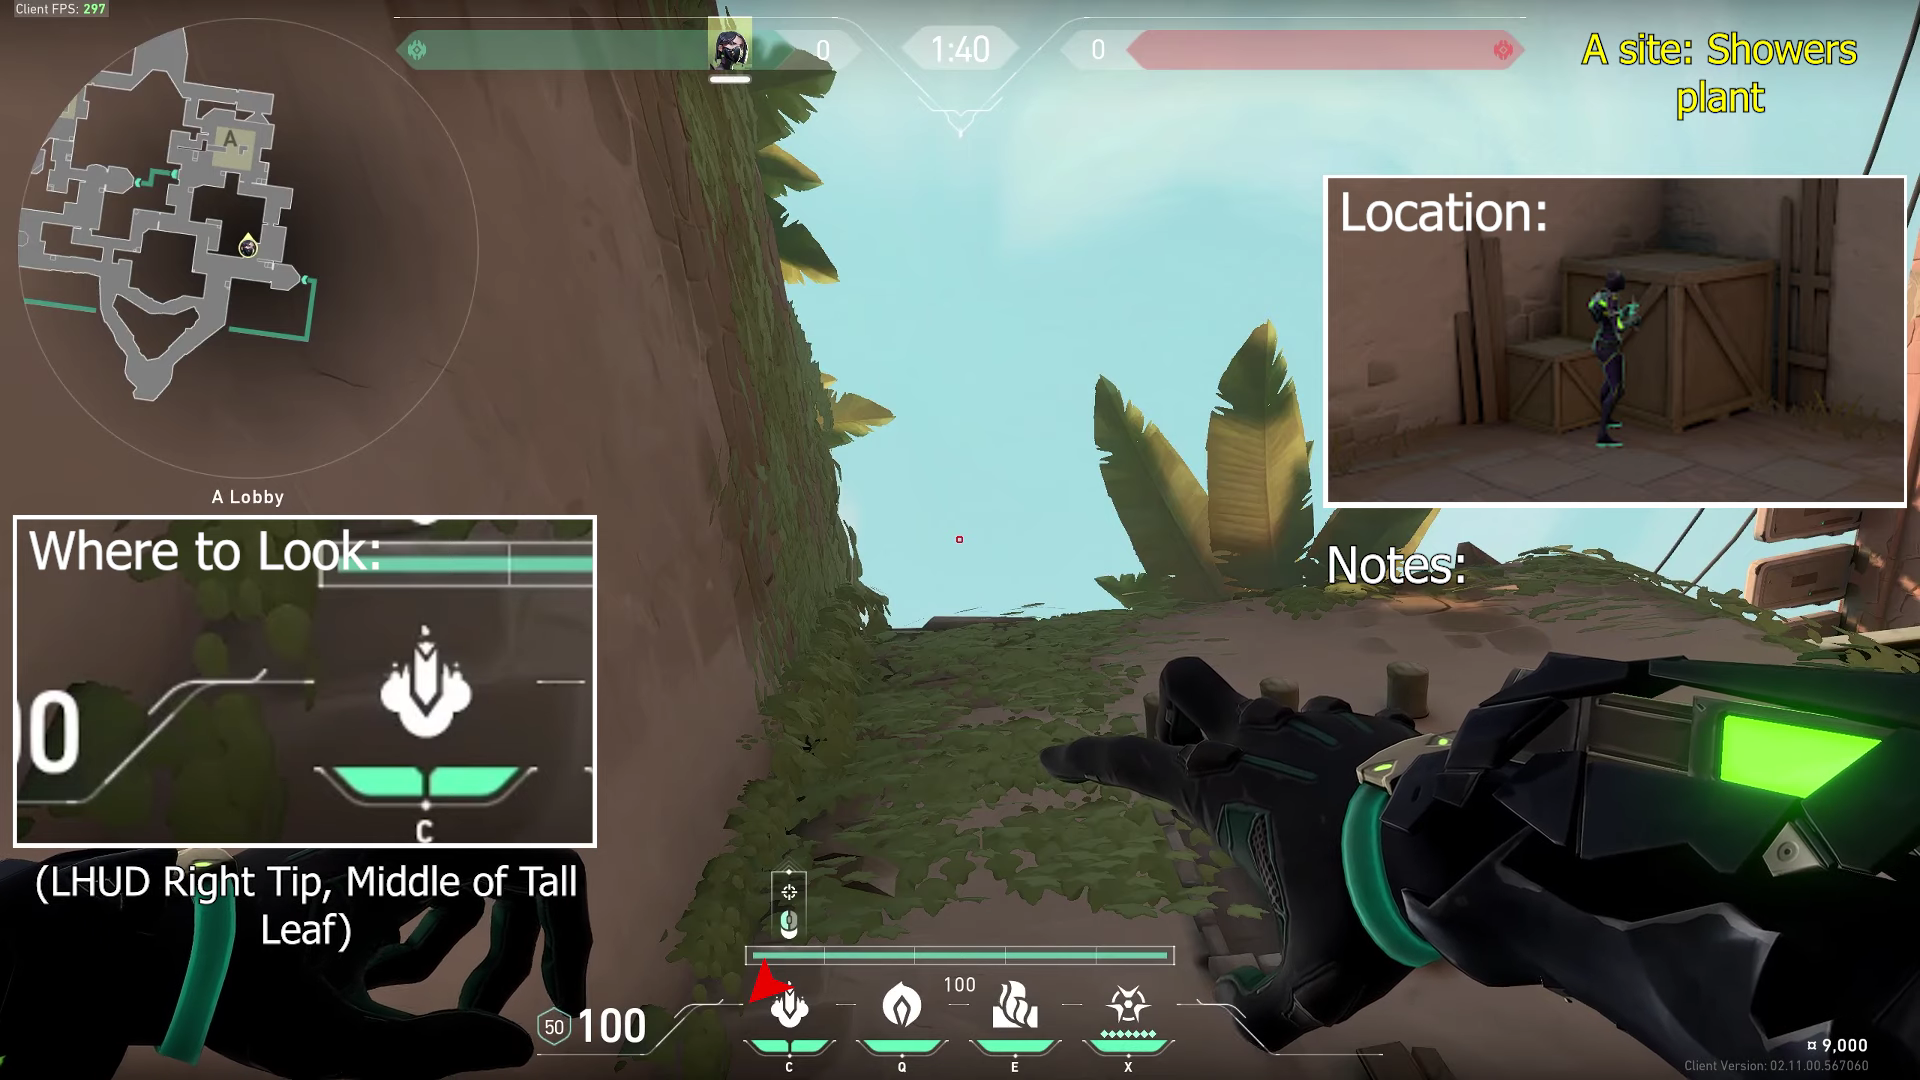 Client FPS: 297
0
1:40
0
A site: Showers
plant
A
Location:
A Lobby
Where to Look:
00
C
Notes:
(LHUD Right Tip, Middle of Tall
Leaf)
100
50
100
C
Q
E
X
¤ 9,000
Client Version: 02.11.00.567060